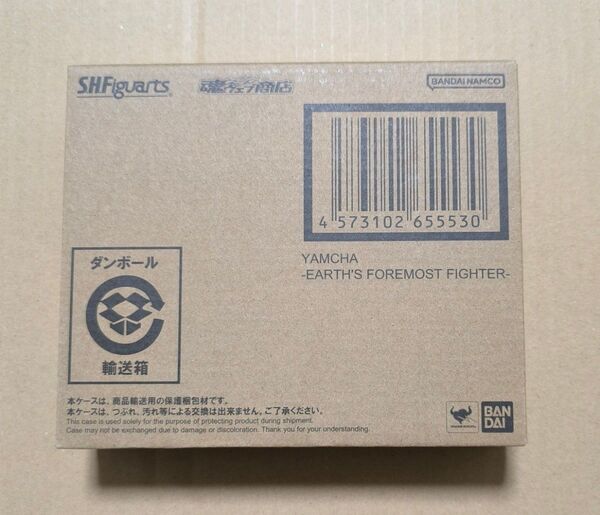 S.H.Figuarts
魂ウェブ商店
BANDAI NAMCO
4 573102 655530
YAMCHA
-EARTH'S FOREMOST FIGHTER-
ダンボール
輸送箱
本ケースは、商品輸送用の保護梱包材です。
本ケースは、つぶれ、汚れ等による交換は出来ません。ご了承ください。
This case is used solely for the purpose of protecting product during shipment.
Case may not be exchanged due to damage or discoloration. Thank you for your understanding.
BAN
DAI